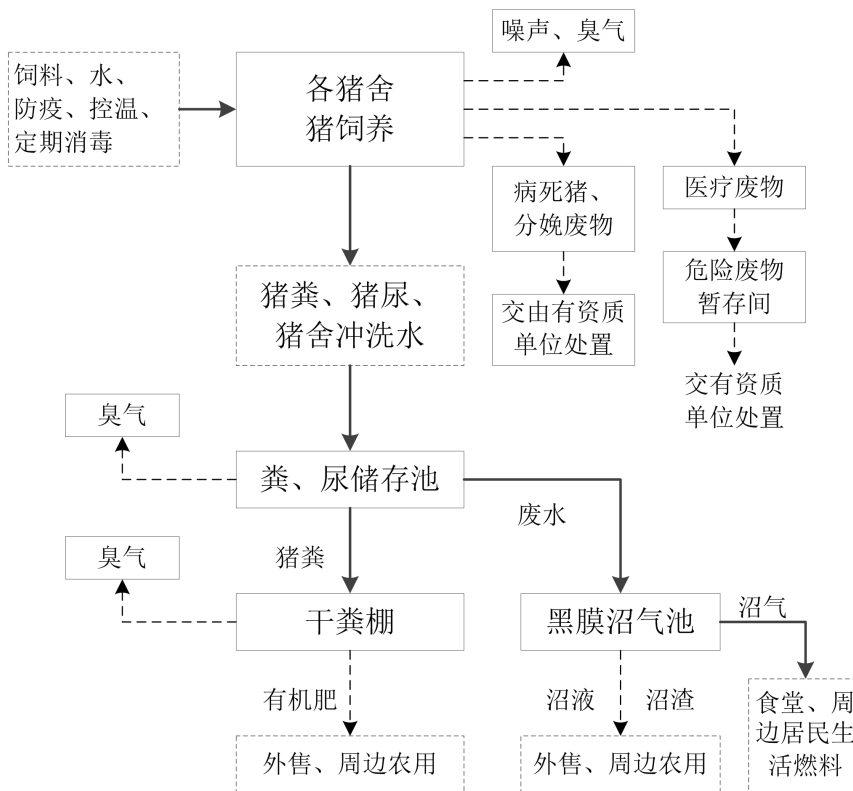 噪声、臭气
饲料、水、
防疫、控温、
定期消毒
各猪舍
猪饲养
病死猪、
分娩废物
医疗废物
猪粪、猪尿、
猪舍冲洗水
交由有资质
单位处置
危险废物
暂存间
交有资质
单位处置
臭气
粪、尿储存池
废水
臭气
猪粪
干粪棚
黑膜沼气池
沼气
有机肥
沼液
沼渣
食堂、周
边居民生
活燃料
外售、周边农用
外售、周边农用